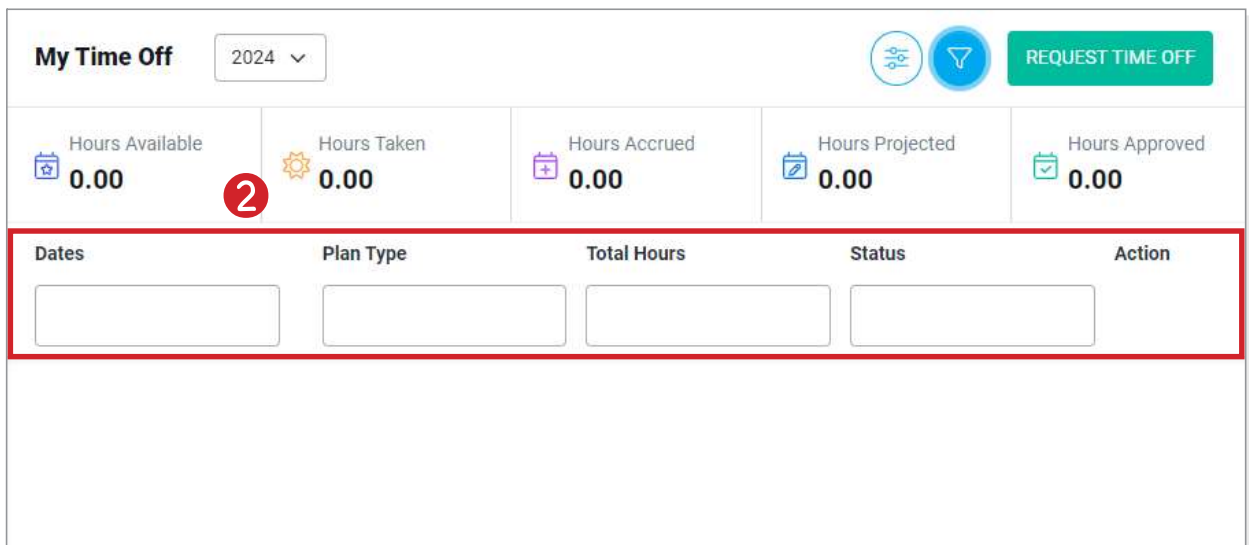 My Time Off
2024
REQUEST TIME OFF
Hours Available
0.00
Hours Taken
0.00
Hours Accrued
0.00
Hours Projected
0.00
Hours Approved
0.00
2
Dates Plan Type Total Hours Status Action